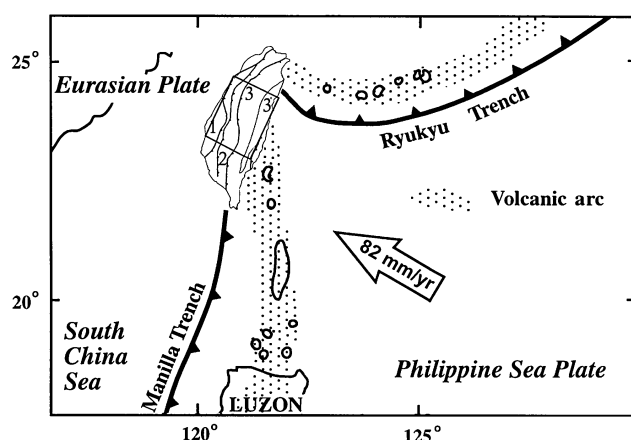 25°
Eurasian Plate
3
3'
1
2
Ryukyu Trench
Volcanic arc
82 mm/yr
20°
South
China
Sea
Manilla Trench
Philippine Sea Plate
LUZON
120°
125°